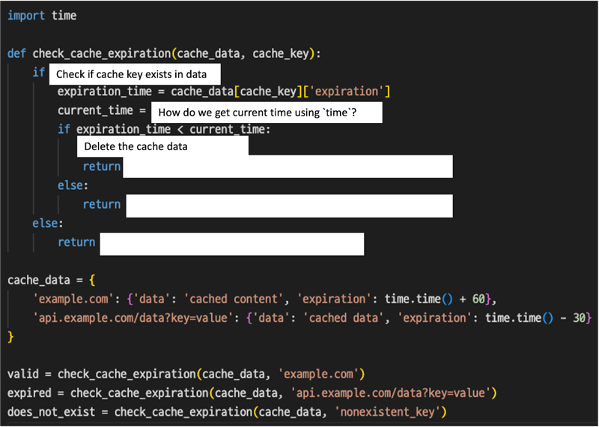 import time
def check_cache_expiration(cache_data, cache_key):
if Check if cache key exists in data
expiration_time = cache_data[cache_key]['expiration']
current_time = How do we get current time using `time`?
if expiration_time < current_time:
Delete the cache data
return
else:
return
else:
return
cache_data = {
'example.com': {'data': 'cached content', 'expiration': time.time() + 60},
'api.example.com/data?key=value': {'data': 'cached data', 'expiration': time.time() - 30}
}
valid = check_cache_expiration(cache_data, 'example.com')
expired = check_cache_expiration(cache_data, 'api.example.com/data?key=value')
does_not_exist = check_cache_expiration(cache_data, 'nonexistent_key')